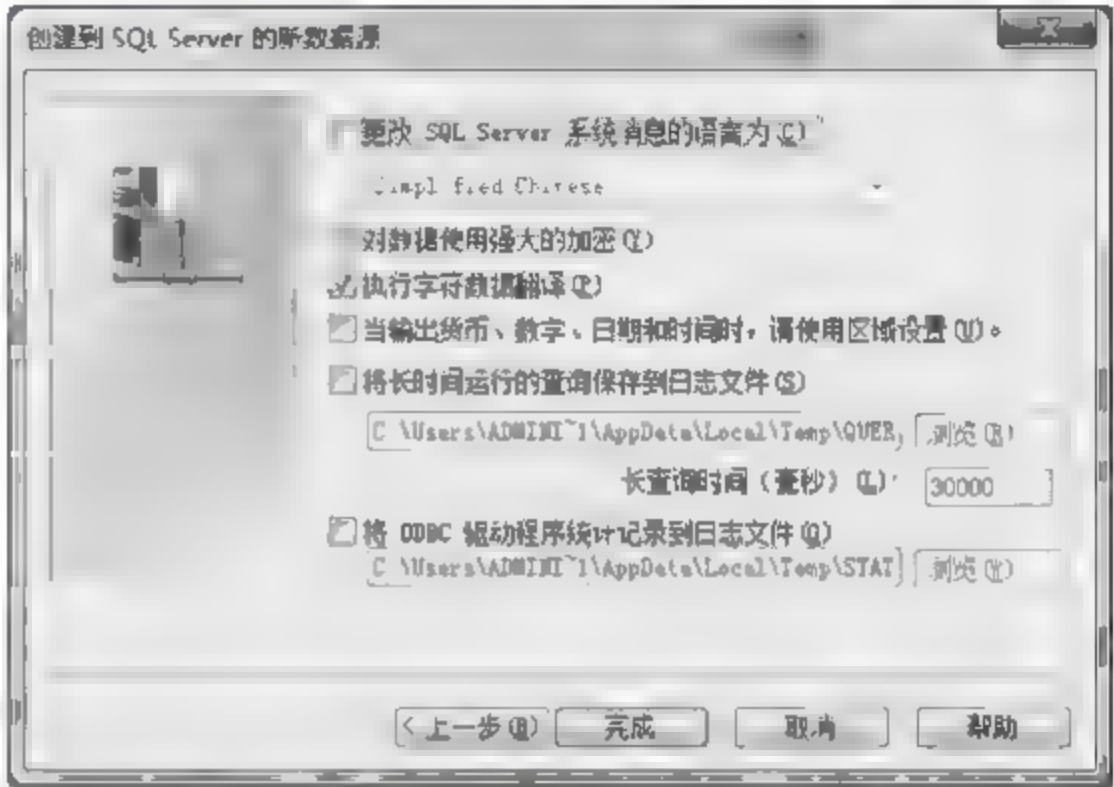 创建到 SQL Server 的新数据源
更改 SQL Server 系统消息的语言为(C)
Simplified Chinese
对数据使用强大的加密(Y)
执行字符数据翻译(P)
当输出货币、数字、日期和时间时,请使用区域设置(U)。
将长时间运行的查询保存到日志文件(S)
C \Users\ADMINI~1\AppData\Local\Temp\QUER 浏览(B)
长查询时间(毫秒)(L): 30000
将 ODBC 驱动程序统计记录到日志文件(G)
C \Users\ADMINI~1\AppData\Local\Temp\STAT 浏览(W)
< 上一步(B) 完成 取消 帮助